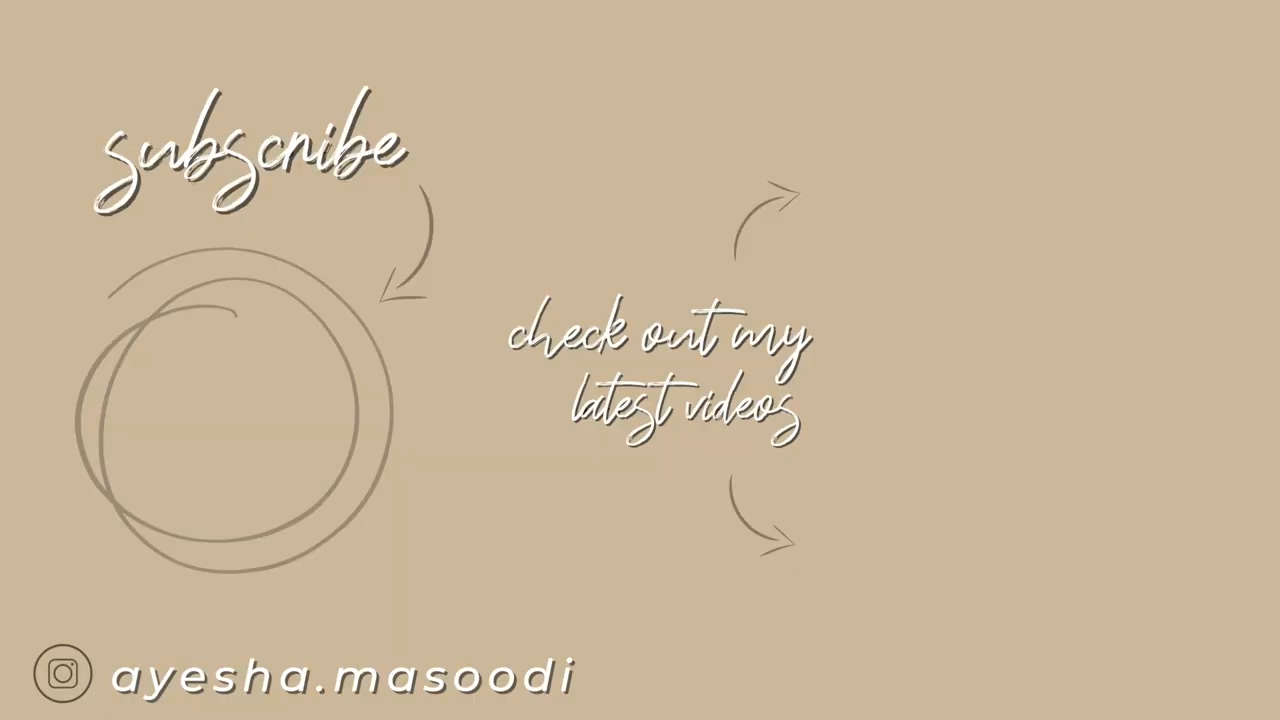 subscribe
check out my
latest videos
ayesha.masoodi